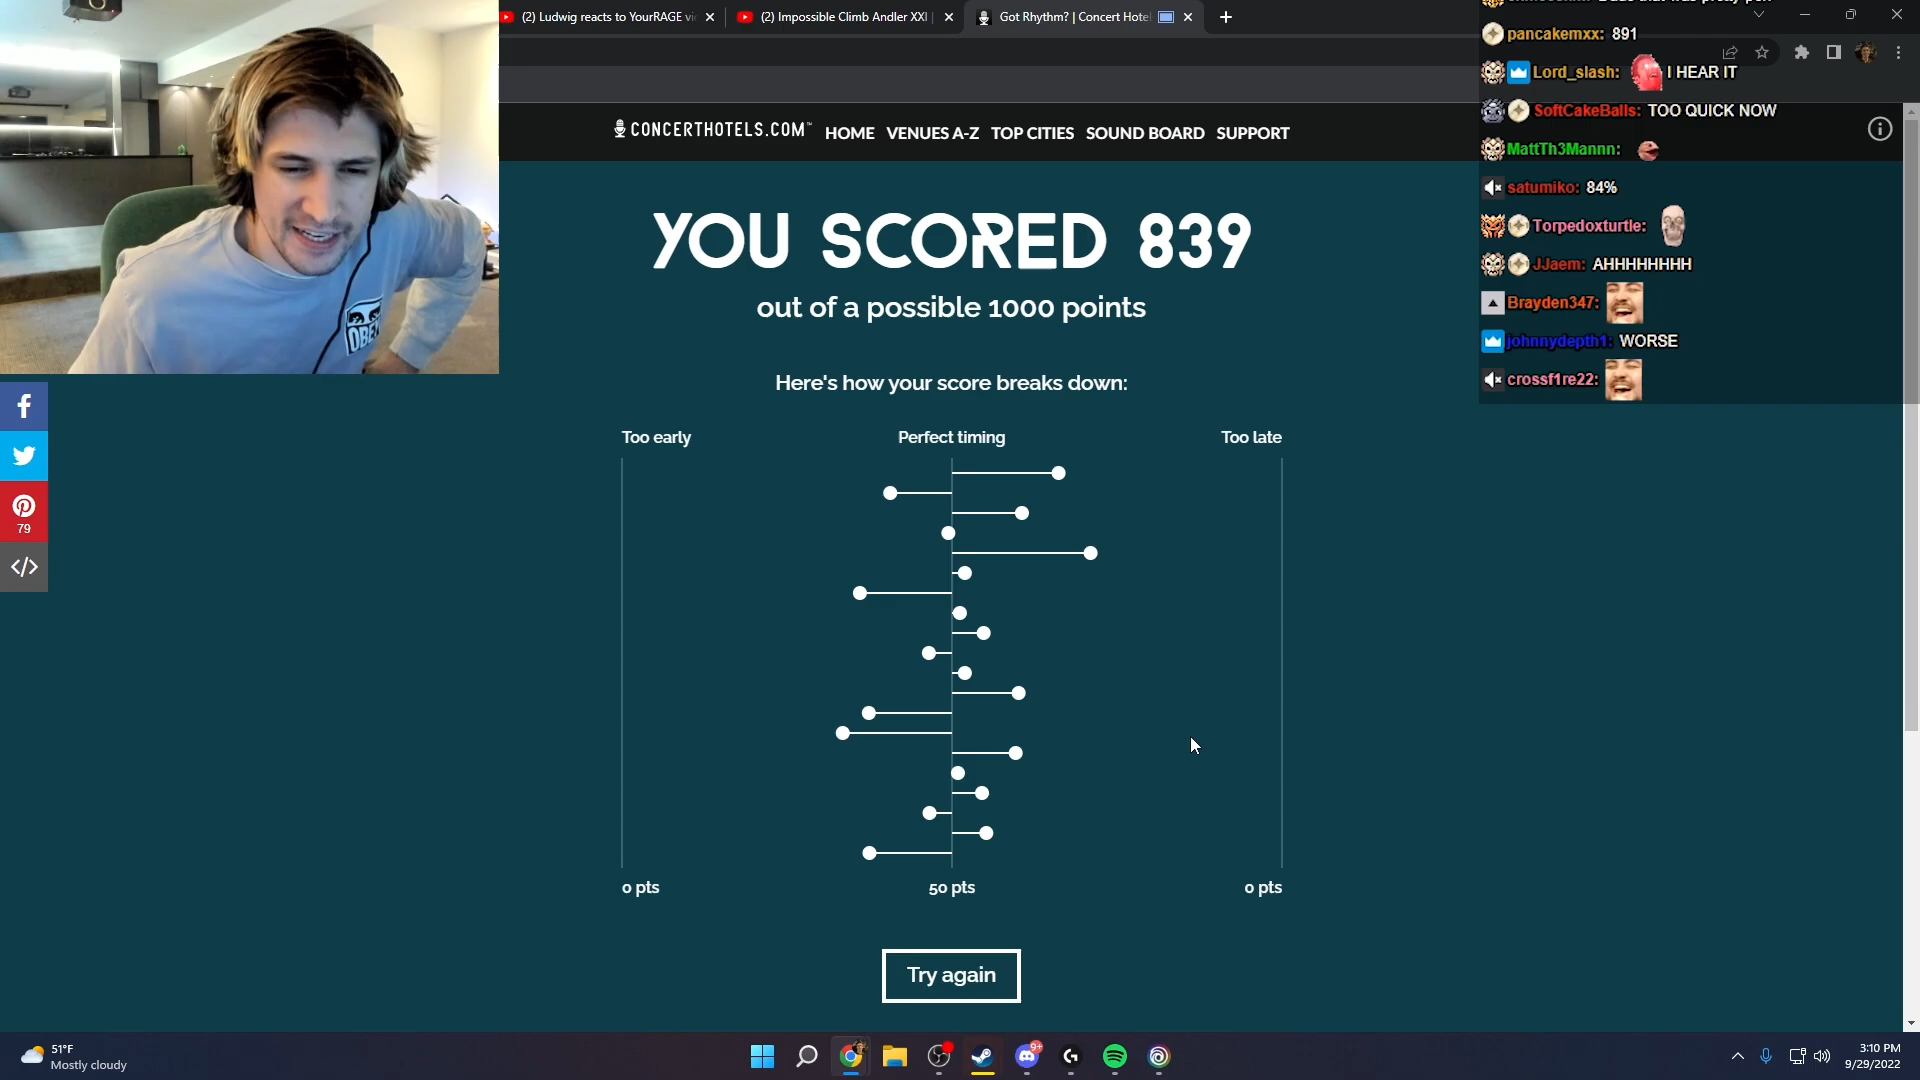 (2) Ludwig reacts to YourRAGE vi
(2) Impossible Climb Andler XXI
Got Rhythm? | Concert Hote
pancakemxx: 891
Lord_slash: I HEAR IT
SoftCakeBalls: TOO QUICK NOW
MattTh3Mannn:
satumiko: 84%
Torpedoxturtle:
JJaem: AHHHHHHHH
Brayden347:
johnnydepth1: WORSE
crossf1re22:
CONCERTHOTELS.COM™
HOME VENUES A-Z TOP CITIES SOUND BOARD SUPPORT
YOU SCORED 839
out of a possible 1000 points
Here's how your score breaks down:
Too early
Perfect timing
Too late
0 pts
50 pts
0 pts
Try again
79
OBEY
51°F
Mostly cloudy
9+
3:10 PM
9/29/2022